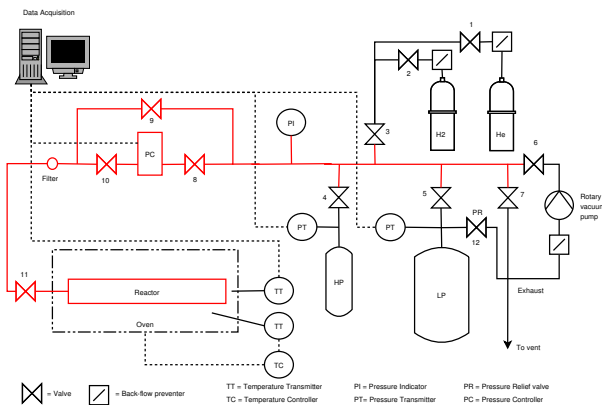 Data Acquisition
1
2
H2
He
3
9
PI
PC
6
Filter
10
8
4
5
7
Rotary
vacuum
pump
PT
PT
PR
12
11
Reactor
TT
HP
LP
Exhaust
Oven
TT
To vent
TC
= Valve
= Back-flow preventer
TT = Temperature Transmitter
TC = Temperature Controller
PI = Pressure Indicator
PT= Pressure Transmitter
PR = Pressure Relief valve
PC = Pressure Controller